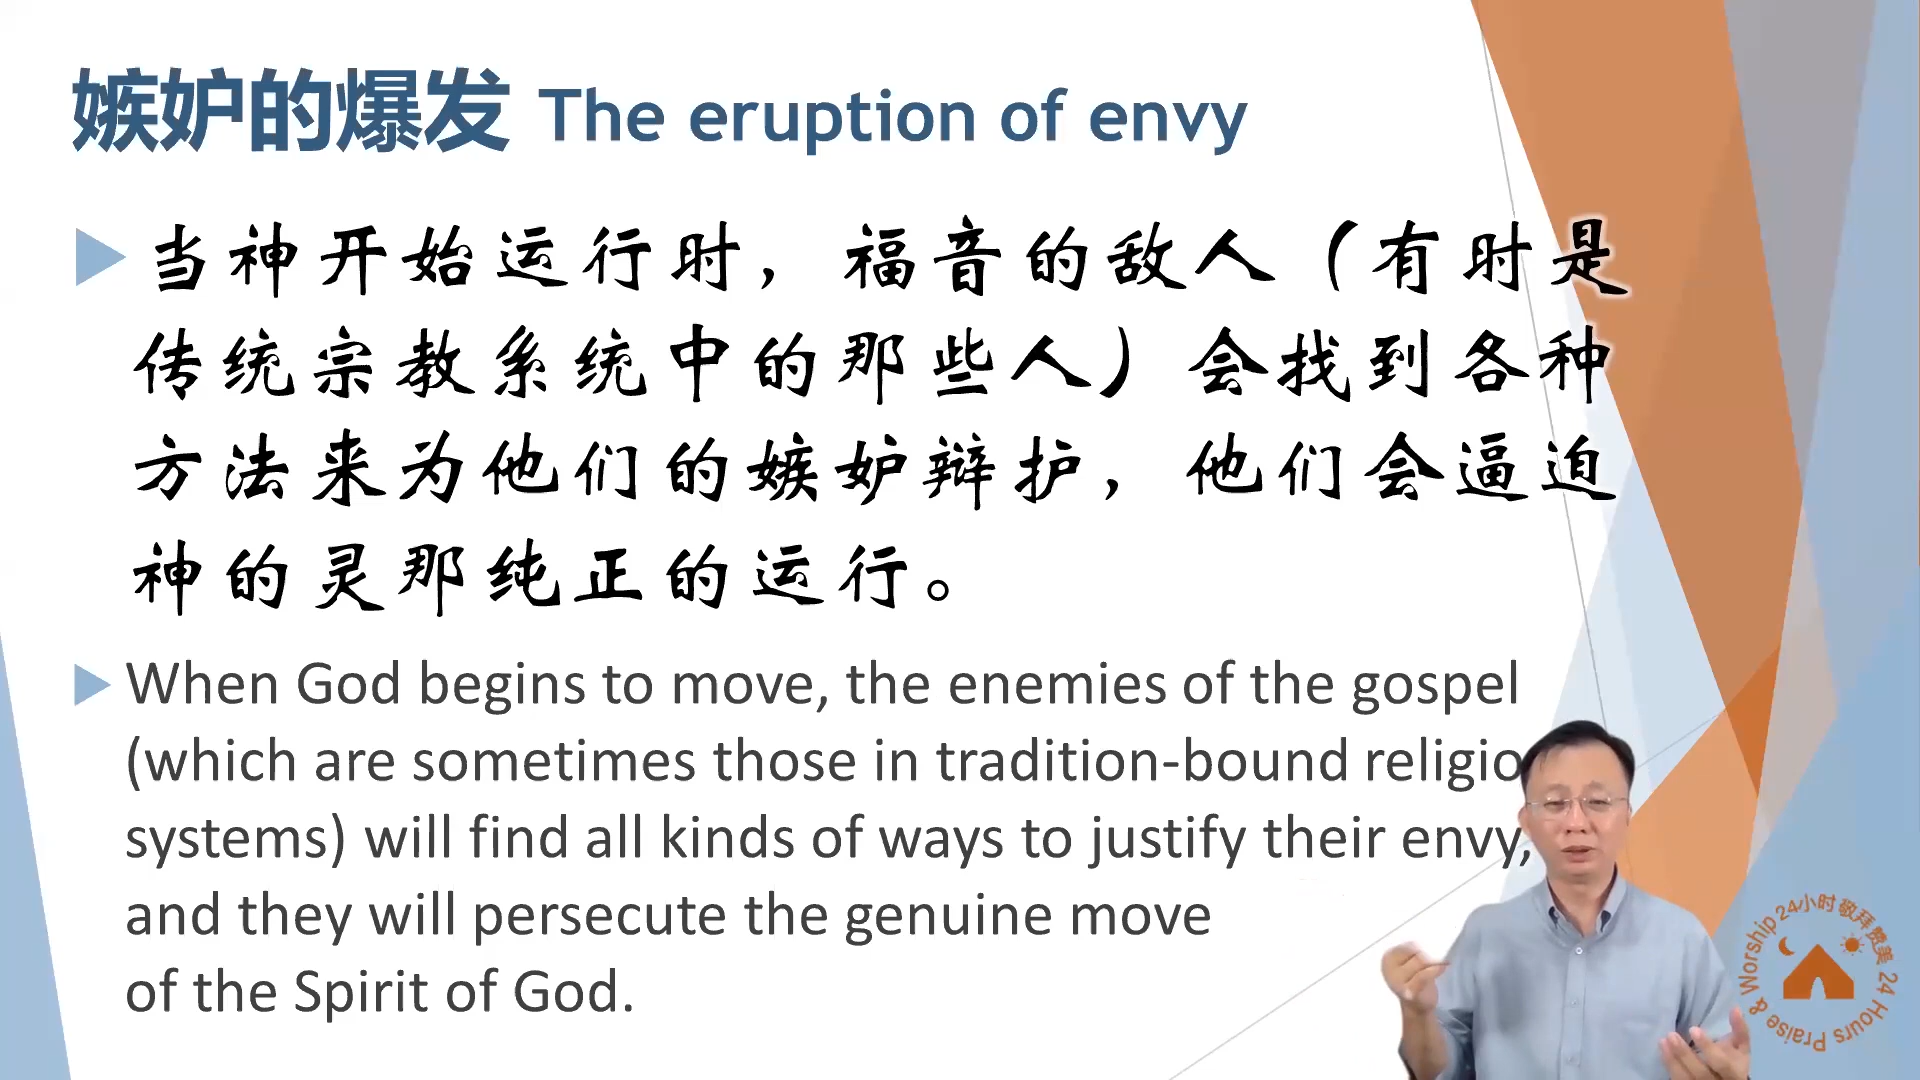 嫉妒的爆发 The eruption of envy
当神开始运行时，福音的敌人（有时是
传统宗教系统中的那些人）会找到各种
方法来为他们的嫉妒辩护，他们会逼迫
神的灵那纯正的运行。
When God begins to move, the enemies of the gospel
(which are sometimes those in tradition-bound religio
systems) will find all kinds of ways to justify their envy,
and they will persecute the genuine move
of the Spirit of God.
24小时敬拜赞美 24 Hours Praise & Worship